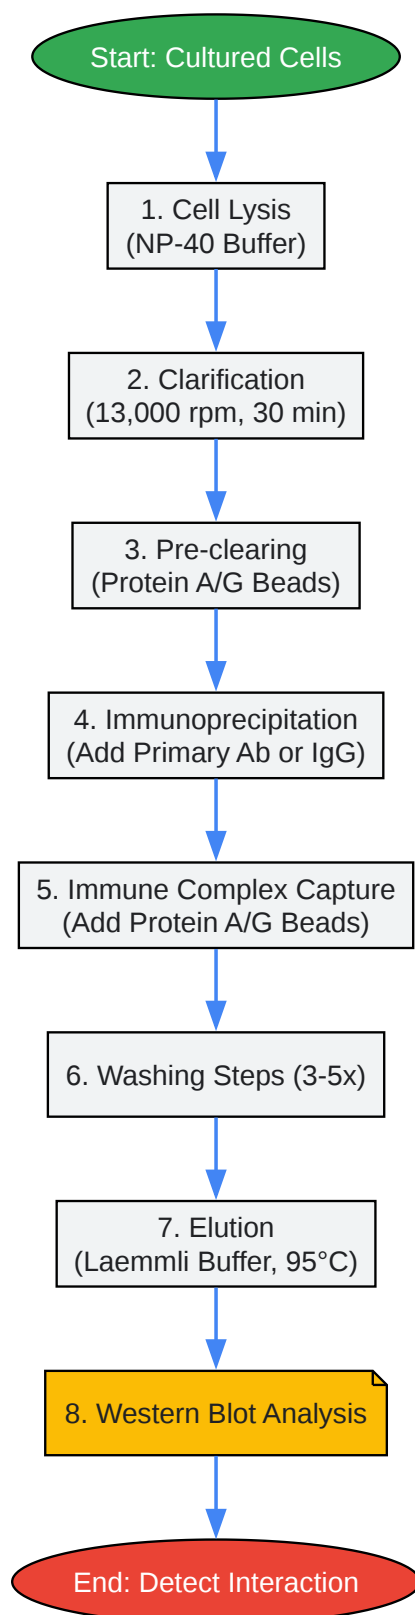 Start: Cultured Cells
1. Cell Lysis
(NP-40 Buffer)
2. Clarification
(13,000 rpm, 30 min)
3. Pre-clearing
(Protein A/G Beads)
4. Immunoprecipitation
(Add Primary Ab or IgG)
5. Immune Complex Capture
(Add Protein A/G Beads)
6. Washing Steps (3-5x)
7. Elution
(Laemmli Buffer, 95°C)
8. Western Blot Analysis
End: Detect Interaction